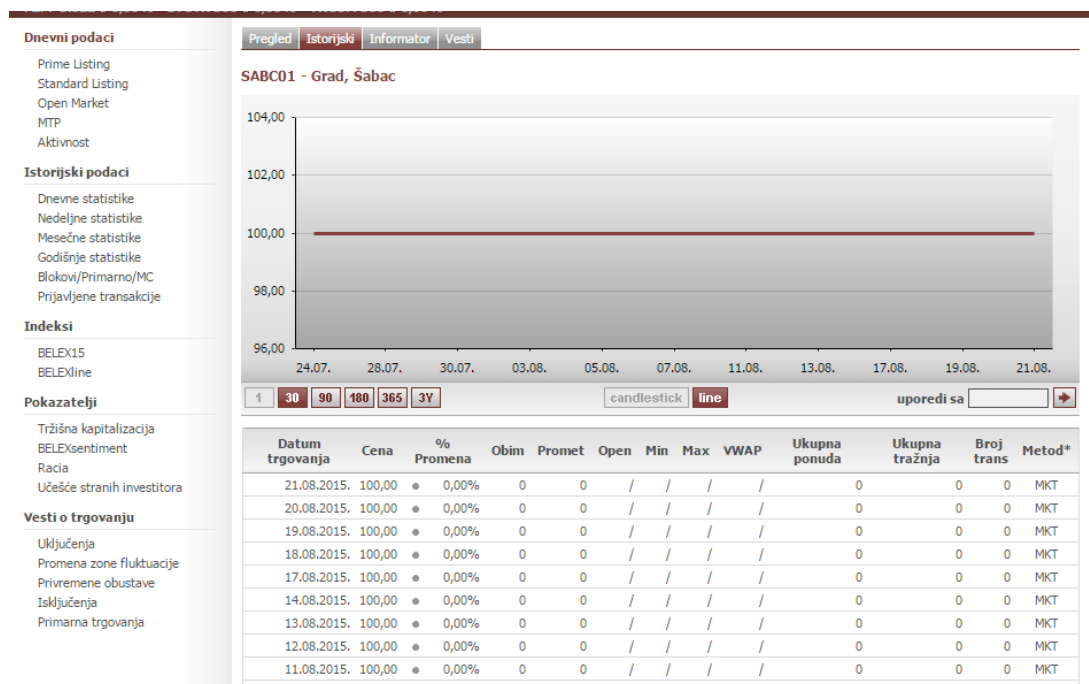 Dnevni podaci
Prime Listing
Standard Listing
Open Market
MTP
Aktivnost
Istorijski podaci
Dnevne statistike
Nedeljne statistike
Mesečne statistike
Godišnje statistike
Blokovi/Primarno/MC
Prijavljene transakcije
Indeksi
BELEX15
BELEXline
Pokazatelji
Tržišna kapitalizacija
BELEXsentiment
Racia
Učešće stranih investitora
Vesti o trgovanju
Uključenja
Promena zone fluktuacije
Privremene obustave
Isključenja
Primarna trgovanja
Pregled Istorijski Informator Vesti
SABC01 - Grad, Šabac
104,00
102,00
100,00
98,00
96,00
24.07. 28.07. 30.07. 03.08. 05.08. 07.08. 11.08. 13.08. 17.08. 19.08. 21.08.
1 30 90 180 365 3Y candlestick line uporedi sa
Datum trgovanja Cena % Promena Obim Promet Open Min Max VWAP Ukupna ponuda Ukupna tražnja Broj trans Metod*
21.08.2015. 100,00 0,00% 0 0 / / / / 0 0 0 MKT
20.08.2015. 100,00 0,00% 0 0 / / / / 0 0 0 MKT
19.08.2015. 100,00 0,00% 0 0 / / / / 0 0 0 MKT
18.08.2015. 100,00 0,00% 0 0 / / / / 0 0 0 MKT
17.08.2015. 100,00 0,00% 0 0 / / / / 0 0 0 MKT
14.08.2015. 100,00 0,00% 0 0 / / / / 0 0 0 MKT
13.08.2015. 100,00 0,00% 0 0 / / / / 0 0 0 MKT
12.08.2015. 100,00 0,00% 0 0 / / / / 0 0 0 MKT
11.08.2015. 100,00 0,00% 0 0 / / / / 0 0 0 MKT